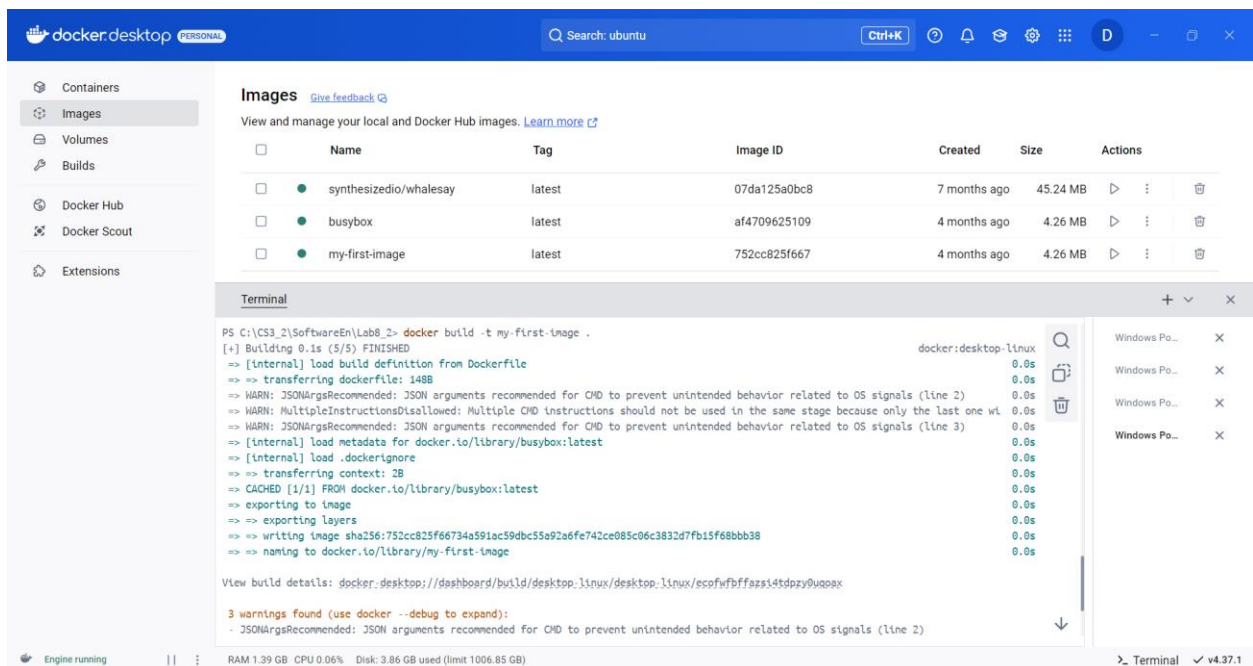 docker.desktop PERSONAL
Search: ubuntu
Ctrl+K
D
Containers
Images
Volumes
Builds
Docker Hub
Docker Scout
Extensions
Images Give feedback
View and manage your local and Docker Hub images. Learn more
Name Tag Image ID Created Size Actions
synthesizedio/whalesay latest 07da125a0bc8 7 months ago 45.24 MB
busybox latest af4709625109 4 months ago 4.26 MB
my-first-image latest 752cc825f667 4 months ago 4.26 MB
Terminal
PS C:\CS3_2\SoftwareEn\Lab8_2> docker build -t my-first-image .
[+] Building 0.1s (5/5) FINISHED docker:desktop-linux
=> [internal] load build definition from Dockerfile 0.0s
=> => transferring dockerfile: 148B 0.0s
=> WARN: JSONArgsRecommended: JSON arguments recommended for CMD to prevent unintended behavior related to OS signals (line 2) 0.0s
=> WARN: MultipleInstructionsDisallowed: Multiple CMD instructions should not be used in the same stage because only the last one wi 0.0s
=> WARN: JSONArgsRecommended: JSON arguments recommended for CMD to prevent unintended behavior related to OS signals (line 3) 0.0s
=> [internal] load metadata for docker.io/library/busybox:latest 0.0s
=> [internal] load .dockerignore 0.0s
=> => transferring context: 2B 0.0s
=> CACHED [1/1] FROM docker.io/library/busybox:latest 0.0s
=> exporting to image 0.0s
=> => exporting layers 0.0s
=> => writing image sha256:752cc825f66734a591ac59dbc55a92a6fe742ce085c06c3832d7fb15f68bbb38 0.0s
=> => naming to docker.io/library/my-first-image 0.0s
View build details: docker-desktop://dashboard/build/desktop-linux/desktop-linux/ecofwfbffazsi4tdpzy0uqoax
3 warnings found (use docker --debug to expand):
- JSONArgsRecommended: JSON arguments recommended for CMD to prevent unintended behavior related to OS signals (line 2)
Windows Po...
Windows Po...
Windows Po...
Windows Po...
Engine running
RAM 1.39 GB CPU 0.06% Disk: 3.86 GB used (limit 1006.85 GB)
Terminal
v4.37.1